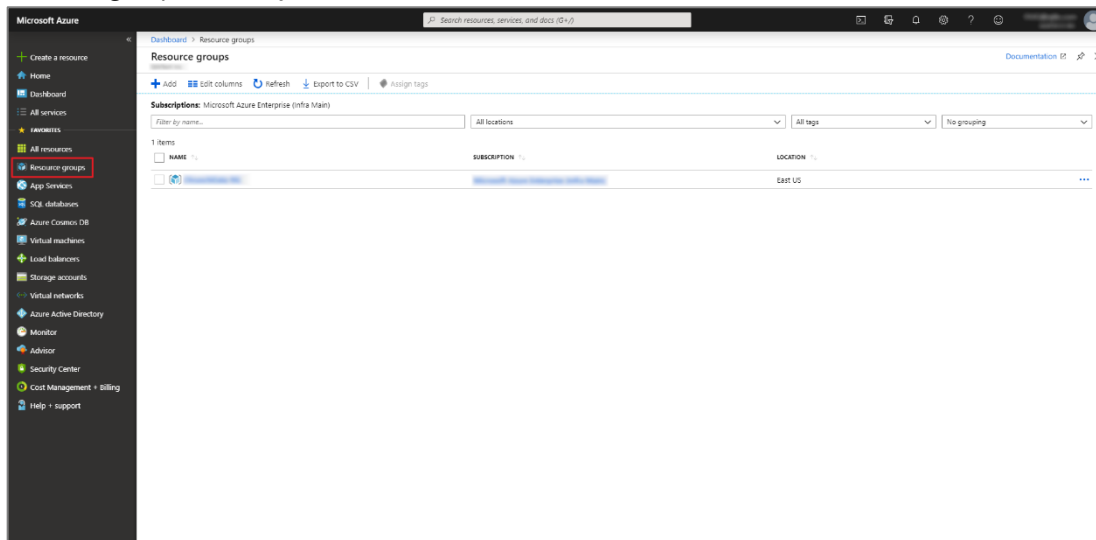 Microsoft Azure
Search resources, services, and docs (G+/)
«
Create a resource
Home
Dashboard
All services
FAVORITES
All resources
Resource groups
App Services
SQL databases
Azure Cosmos DB
Virtual machines
Load balancers
Storage accounts
Virtual networks
Azure Active Directory
Monitor
Advisor
Security Center
Cost Management + Billing
Help + support
Dashboard > Resource groups
Resource groups
Documentation
Add Edit columns Refresh Export to CSV Assign tags
Subscriptions: Microsoft Azure Enterprise (Infra Main)
Filter by name... All locations All tags No grouping
1 items
NAME SUBSCRIPTION LOCATION
East US